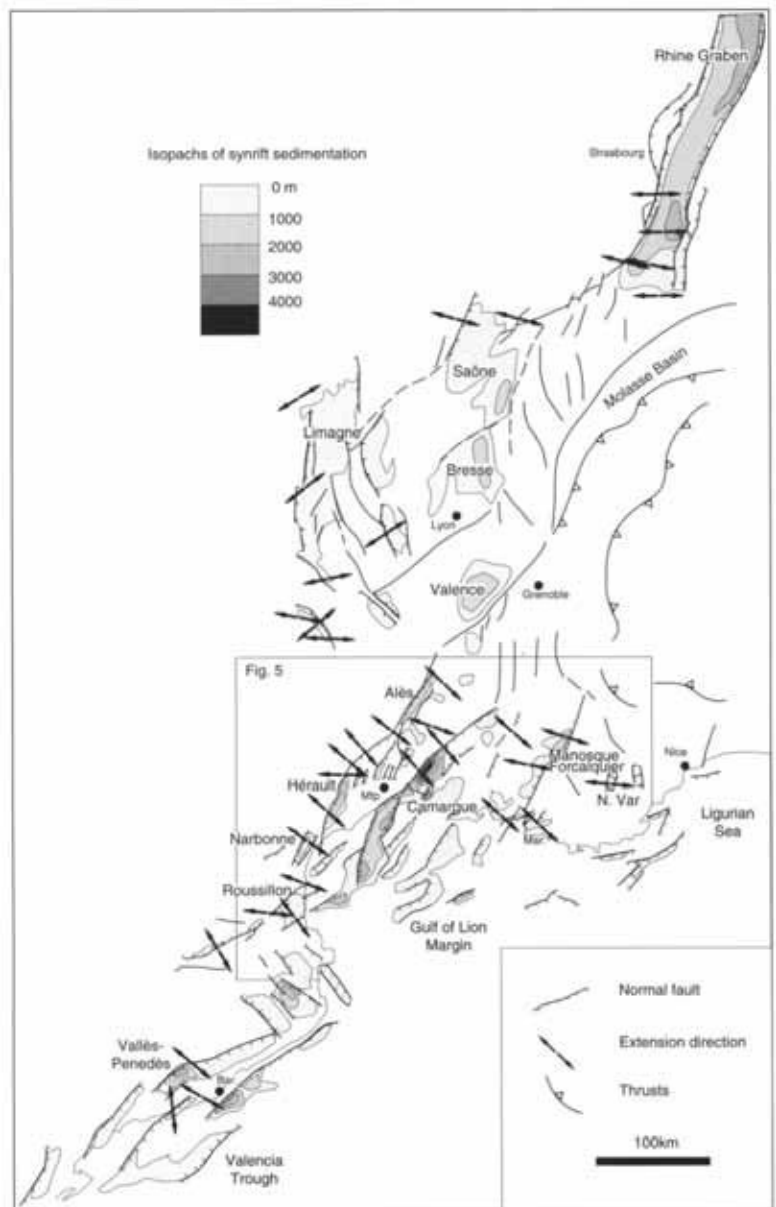 Rhine Graben
Strasbourg
Isopachs of synrift sedimentation
0 m
1000
2000
3000
4000
Saône
Molasse Basin
Limagne
Bresse
Lyon
Valence
Grenoble
Fig. 5
Alès
Manosque
Forcalquier
Nice
Hérault
Mtp
N. Var
Camargue
Ligurian
Sea
Narbonne
Mar
Roussillon
Gulf of Lion
Margin
Normal fault
Vallès-
Penedès
Extension direction
Bar
Thrusts
100km
Valencia
Trough